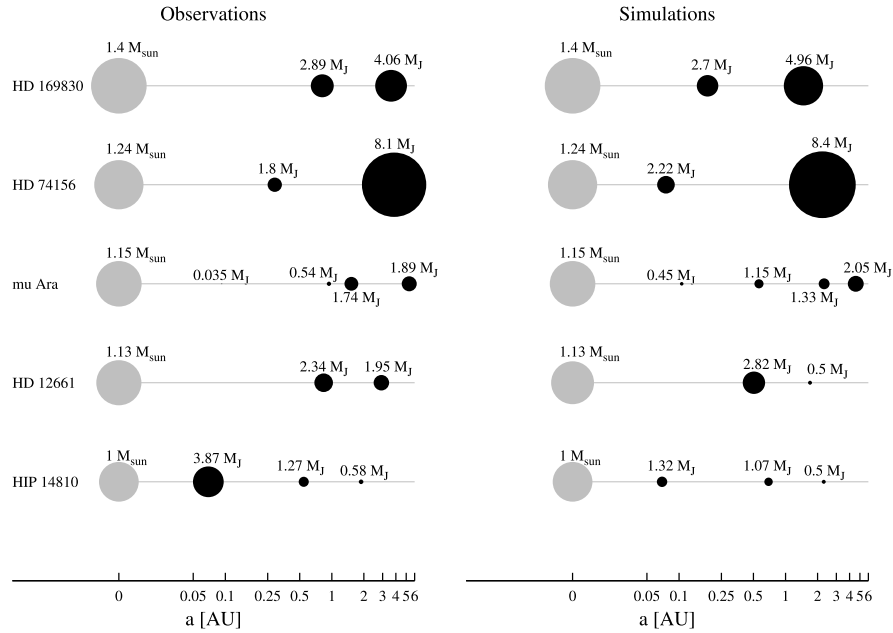 Observations
Simulations
HD 169830
1.4 Msun
2.89 MJ
4.06 MJ
1.4 Msun
2.7 MJ
4.96 MJ
HD 74156
1.24 Msun
1.8 MJ
8.1 MJ
1.24 Msun
2.22 MJ
8.4 MJ
mu Ara
1.15 Msun
0.035 MJ
0.54 MJ
1.74 MJ
1.89 MJ
1.15 Msun
0.45 MJ
1.15 MJ
1.33 MJ
2.05 MJ
HD 12661
1.13 Msun
2.34 MJ
1.95 MJ
1.13 Msun
2.82 MJ
0.5 MJ
HIP 14810
1 Msun
3.87 MJ
1.27 MJ
0.58 MJ
1 Msun
1.32 MJ
1.07 MJ
0.5 MJ
0 0.05 0.1 0.25 0.5 1 2 3 4 5 6
0 0.05 0.1 0.25 0.5 1 2 3 4 5 6
a [AU]
a [AU]